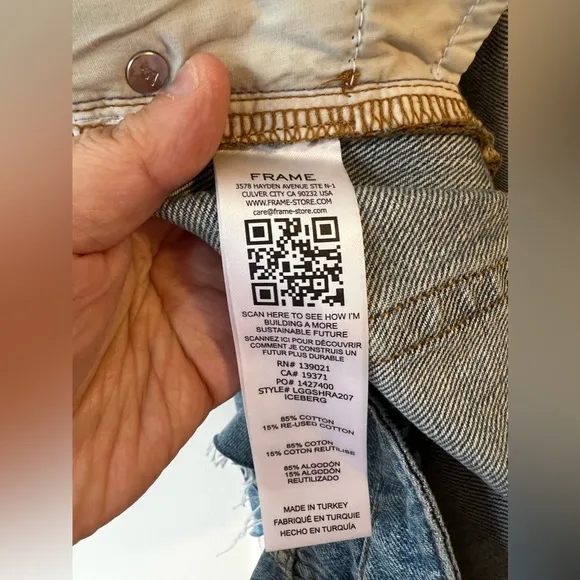 FRAME
3578 HAYDEN AVENUE STE N-1
CULVER CITY CA 90232 USA
WWW.FRAME-STORE.COM
care@frame-store.com
SCAN HERE TO SEE HOW I'M
BUILDING A MORE
SUSTAINABLE FUTURE
SCANNEZ ICI POUR DÉCOUVRIR
COMMENT JE CONSTRUIS UN
FUTUR PLUS DURABLE
RN# 139021
CA# 19371
PO# 1427400
STYLE# LGGSHRA207
ICEBERG
85% COTTON
15% RE-USED COTTON
85% COTON
15% COTON REUTILISE
85% ALGODÓN
15% ALGODÓN
REUTILIZADO
MADE IN TURKEY
FABRIQUÉ EN TURQUIE
HECHO EN TURQUÍA